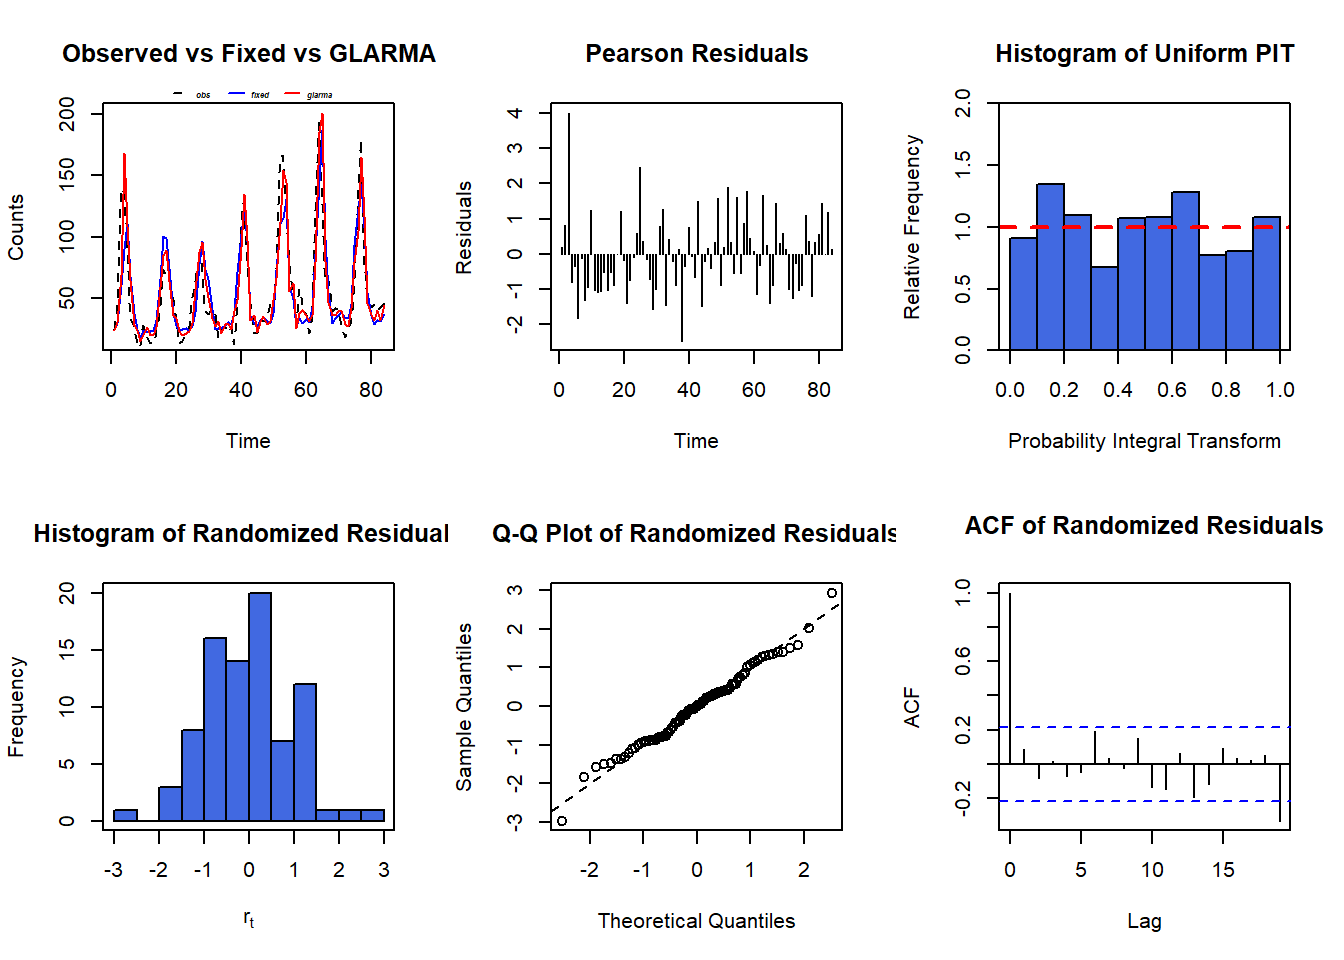 Observed vs Fixed vs GLARMA
obs fixed glarma
Counts
50 100 150 200
0 20 40 60 80
Time
Pearson Residuals
Residuals
-2 -1 0 1 2 3 4
0 20 40 60 80
Time
Histogram of Uniform PIT
Relative Frequency
0.0 0.5 1.0 1.5 2.0
0.0 0.2 0.4 0.6 0.8 1.0
Probability Integral Transform
Histogram of Randomized Residual
Frequency
0 5 10 15 20
-3 -2 -1 0 1 2 3
rt
Q-Q Plot of Randomized Residuals
Sample Quantiles
-3 -2 -1 0 1 2 3
-2 -1 0 1 2
Theoretical Quantiles
ACF of Randomized Residuals
ACF
-0.2 0.2 0.6 1.0
0 5 10 15
Lag